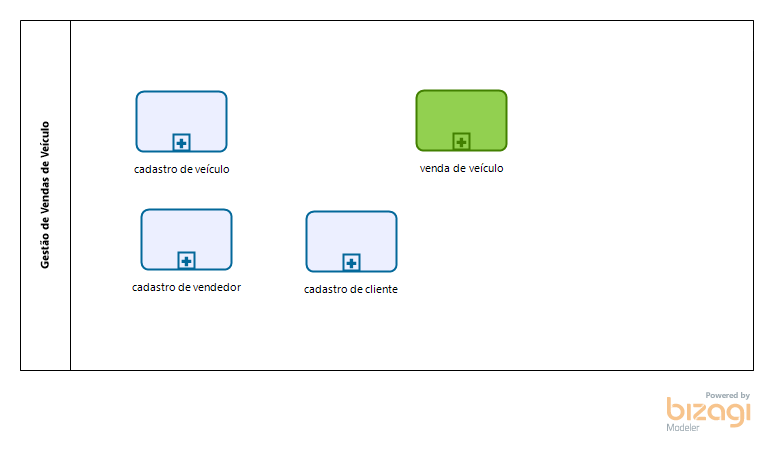 Gestão de Vendas de Veículo
cadastro de veículo
venda de veículo
cadastro de vendedor
cadastro de cliente
Powered by
bizagi
Modeler